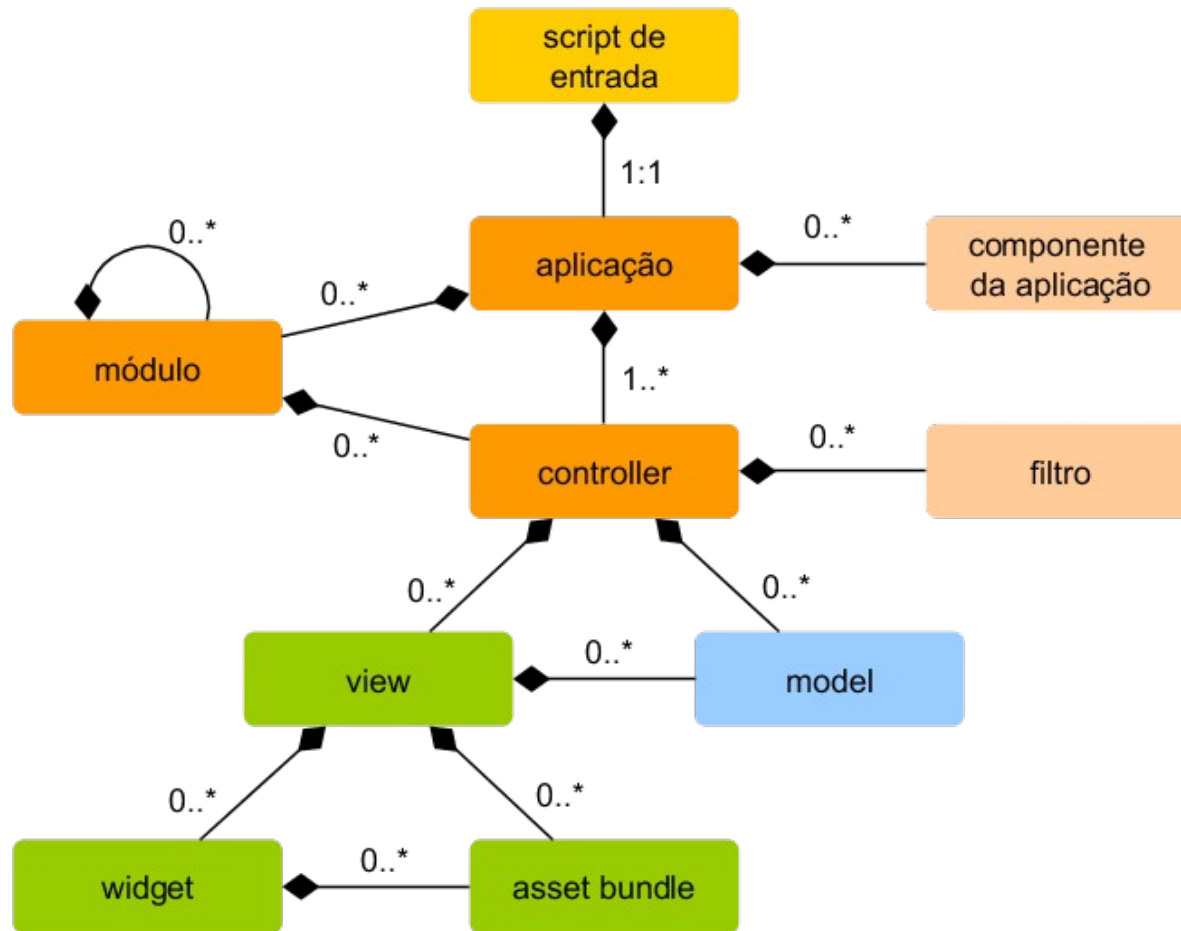 script de
entrada
1:1
0..*
aplicação
0..*
componente
da aplicação
0..*
módulo
1..*
0..*
controller
0..*
filtro
0..*
0..*
view
0..*
model
0..*
0..*
widget
0..*
asset bundle